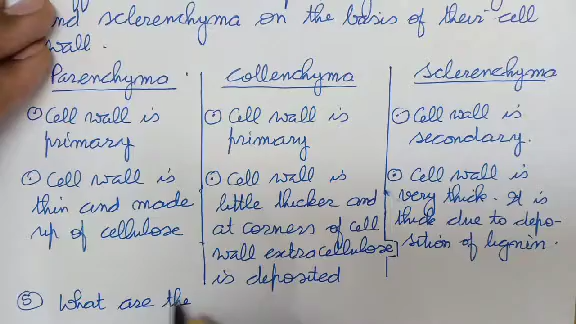 nd sclerenchyma on the basis of their cell
wall.
Parenchyma
Collenchyma
Sclerenchyma
Cell wall is
primary
Cell wall is
thin and made
up of cellulose
Cell wall is
primary
Cell wall is
little thicker and
at corners of cell
wall extracellulose
is deposited
Cell wall is
secondary.
Cell wall is
very thick. It is
thick due to depo-
sition of lignin.
5 What are the